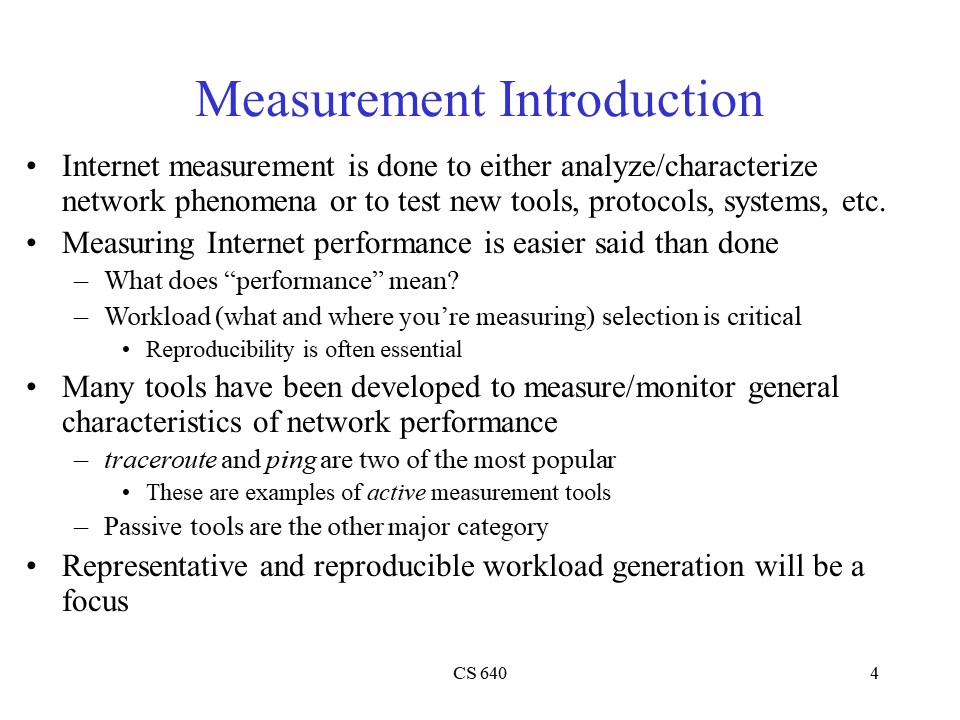 Measurement Introduction
• Internet measurement is done to either analyze/characterize
network phenomena or to test new tools, protocols, systems, etc.
• Measuring Internet performance is easier said than done
– What does “performance” mean?
– Workload (what and where you’re measuring) selection is critical
• Reproducibility is often essential
• Many tools have been developed to measure/monitor general
characteristics of network performance
– traceroute and ping are two of the most popular
• These are examples of active measurement tools
– Passive tools are the other major category
• Representative and reproducible workload generation will be a
focus
CS 640
4